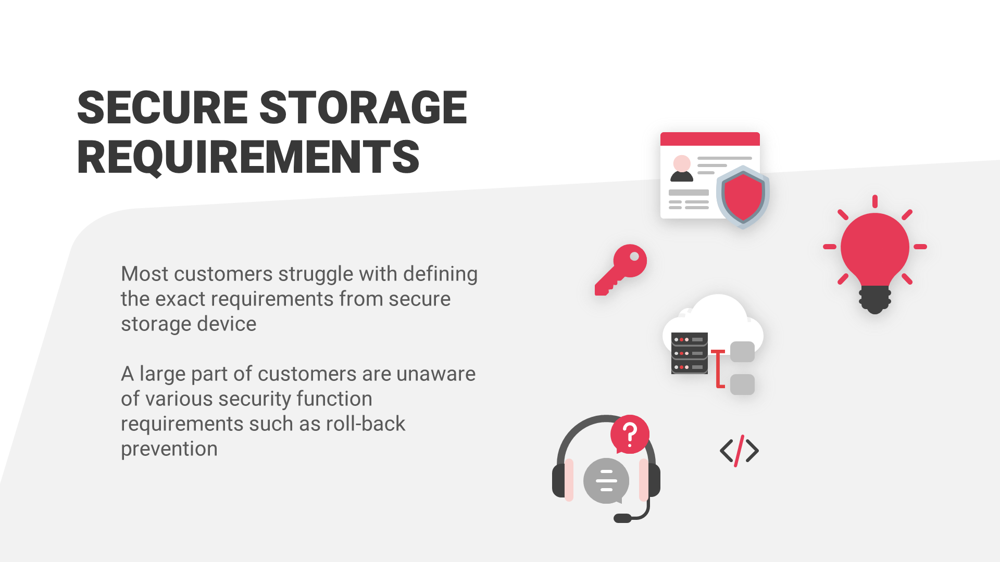 SECURE STORAGE
REQUIREMENTS
Most customers struggle with defining
the exact requirements from secure
storage device
A large part of customers are unaware
of various security function
requirements such as roll-back
prevention
?
</>